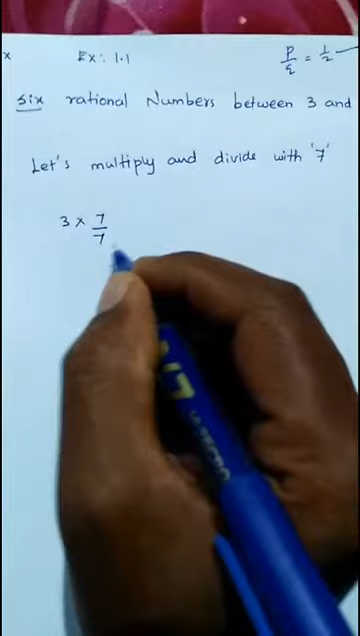 x Ex: 1.1
p/q = 1/2
six rational Numbers between 3 and
Let's multiply and divide with '7'
3 × 7/7